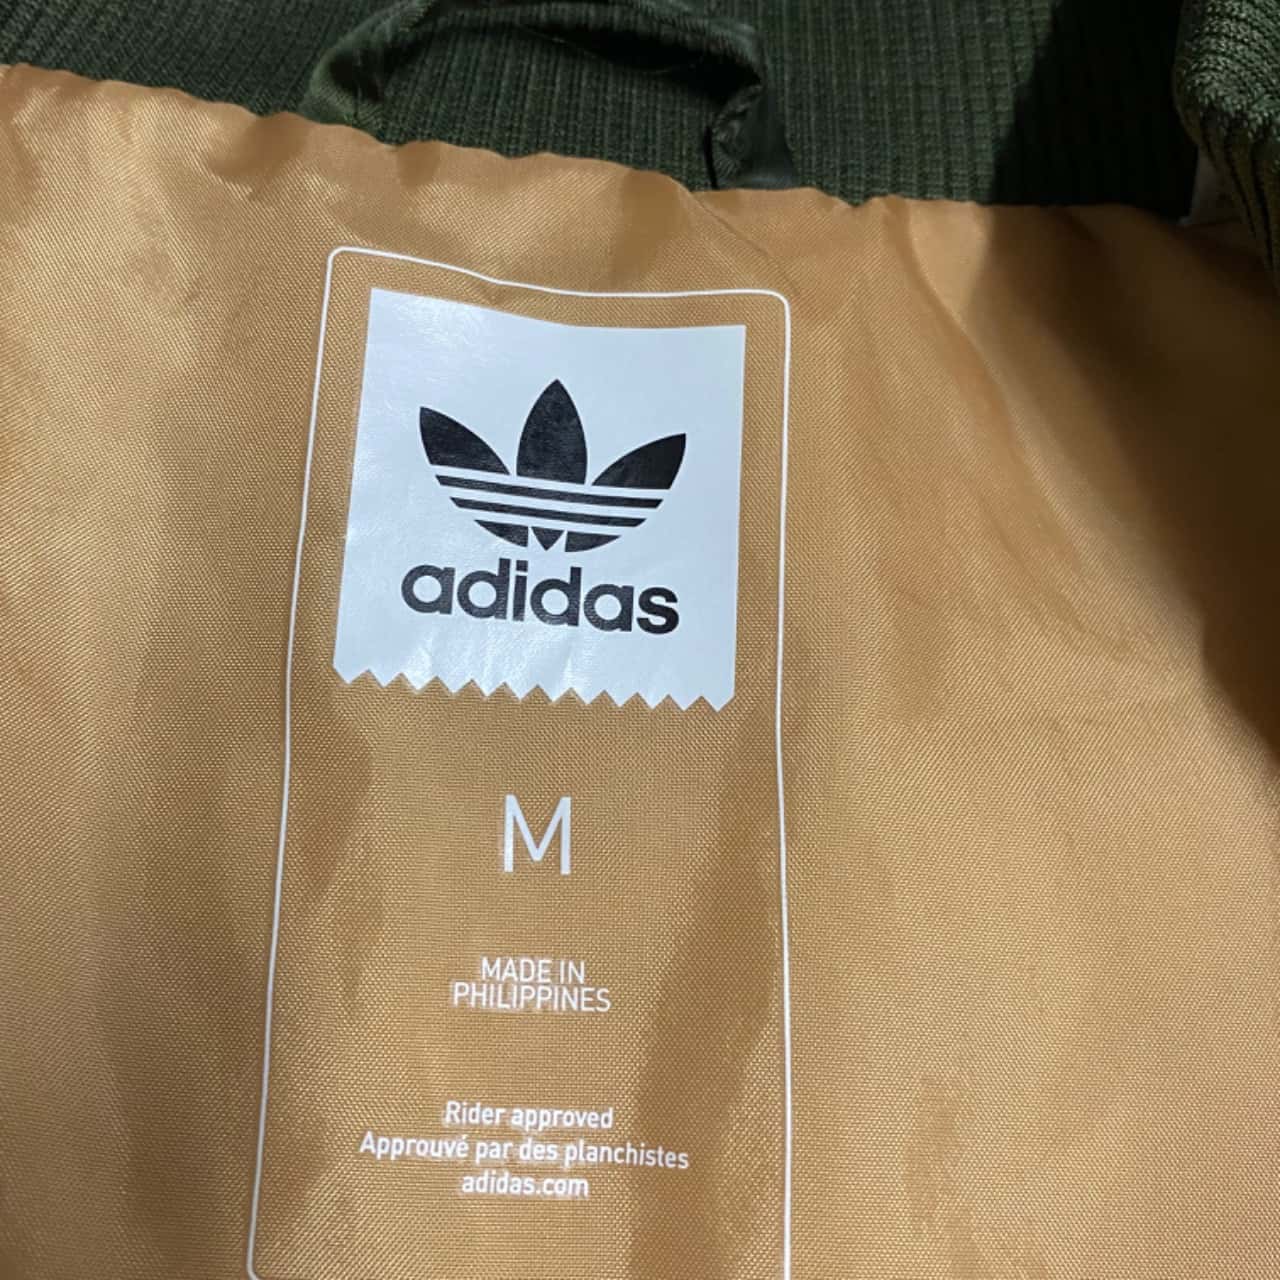 adidas
M
MADE IN
PHILIPPINES
Rider approved
Approuvé par des planchistes
adidas.com